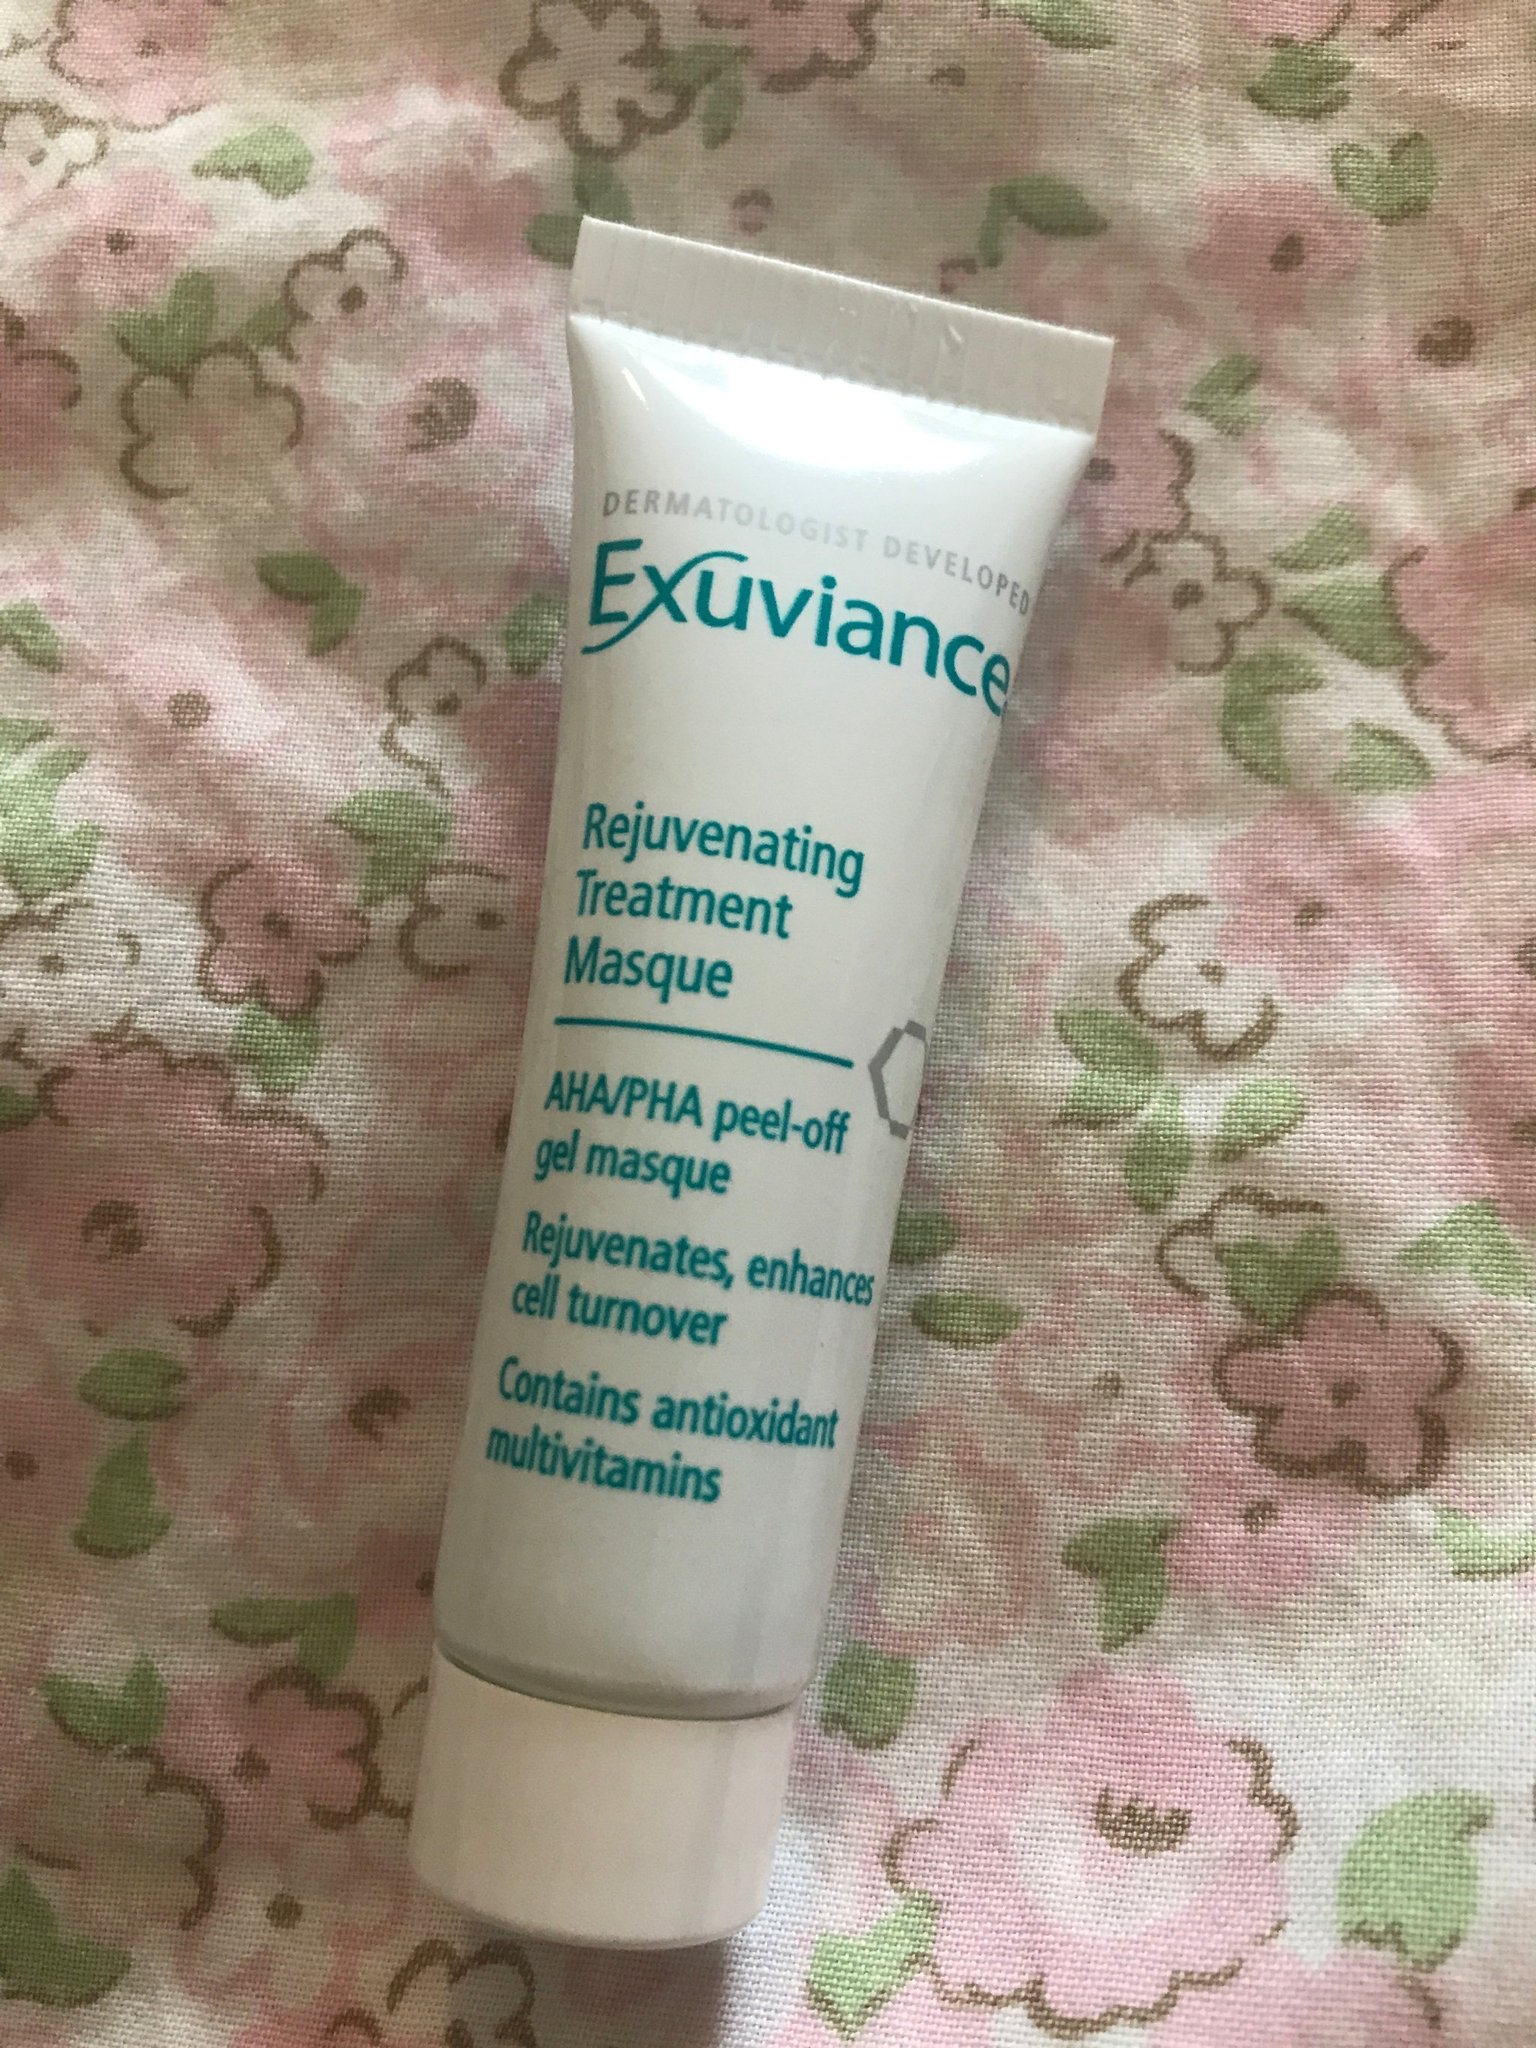 DERMATOLOGIST DEVELOPED
Exuviance
Rejuvenating
Treatment
Masque
AHA/PHA peel-off
gel masque
Rejuvenates, enhances
cell turnover
Contains antioxidant
multivitamins